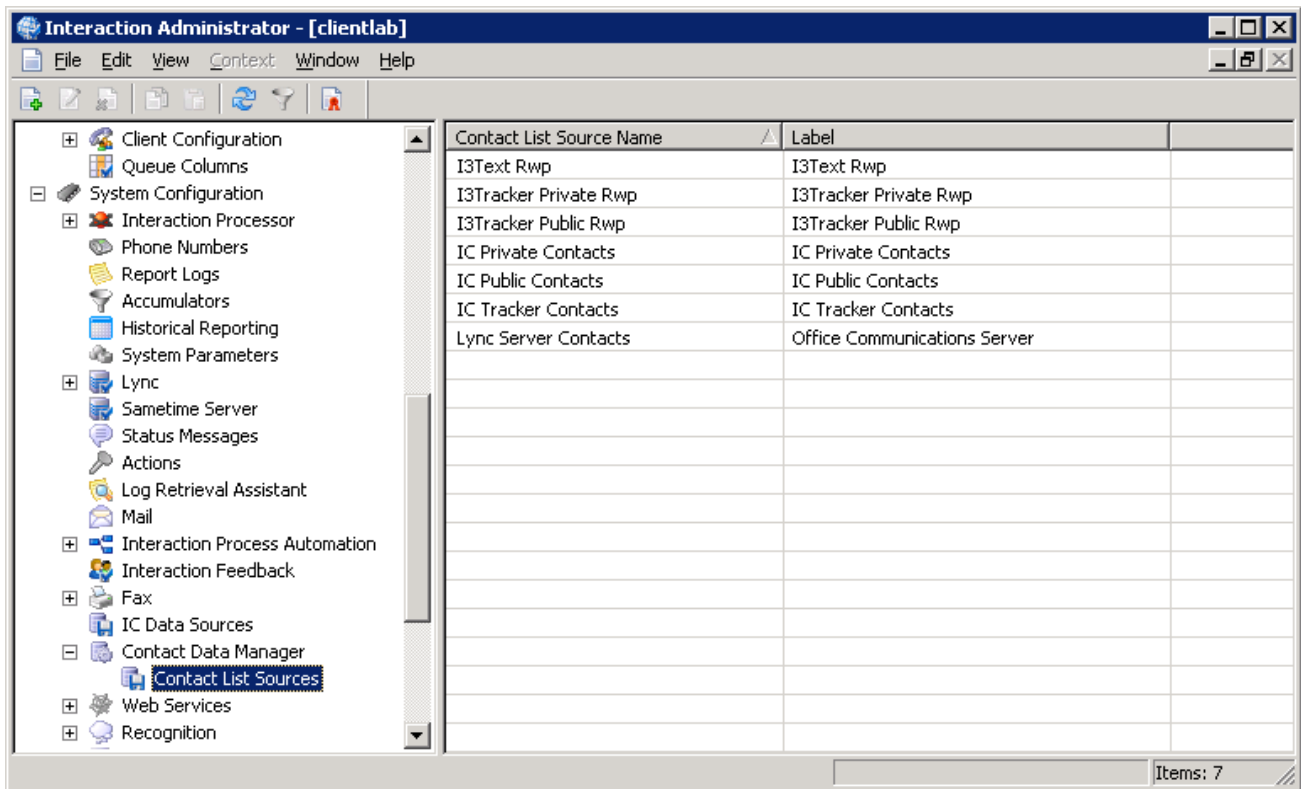 Interaction Administrator - [clientlab]
File Edit View Context Window Help
Client Configuration
Queue Columns
System Configuration
Interaction Processor
Phone Numbers
Report Logs
Accumulators
Historical Reporting
System Parameters
Lync
Sametime Server
Status Messages
Actions
Log Retrieval Assistant
Mail
Interaction Process Automation
Interaction Feedback
Fax
IC Data Sources
Contact Data Manager
Contact List Sources
Web Services
Recognition
Contact List Source Name Label
I3Text Rwp I3Text Rwp
I3Tracker Private Rwp I3Tracker Private Rwp
I3Tracker Public Rwp I3Tracker Public Rwp
IC Private Contacts IC Private Contacts
IC Public Contacts IC Public Contacts
IC Tracker Contacts IC Tracker Contacts
Lync Server Contacts Office Communications Server
Items: 7